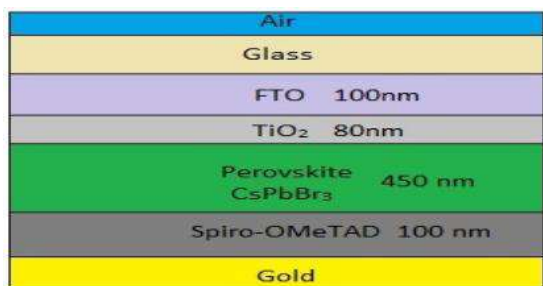 Air
Glass
FTO 100nm
TiO₂ 80nm
Perovskite
CsPbBr₃ 450 nm
Spiro-OMeTAD 100 nm
Gold